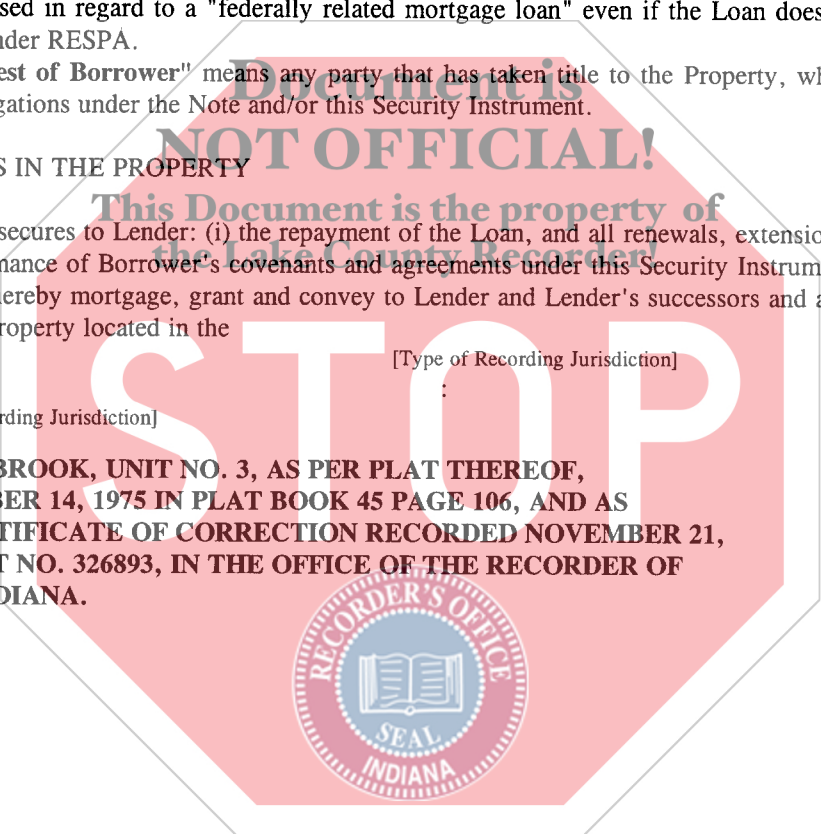 sed in regard to a "federally related mortgage loan" even if the Loan does
nder RESPA.
est of Borrower" means any party that has taken title to the Property, wh
gations under the Note and/or this Security Instrument.
Document is
NOT OFFICIAL!
S IN THE PROPERTY
This Document is the property of
the Lake County Recorder!
secures to Lender: (i) the repayment of the Loan, and all renewals, extensio
nance of Borrower's covenants and agreements under this Security Instrum
ereby mortgage, grant and convey to Lender and Lender's successors and a
roperty located in the
[Type of Recording Jurisdiction]
:
rding Jurisdiction]
STOP
BROOK, UNIT NO. 3, AS PER PLAT THEREOF,
BER 14, 1975 IN PLAT BOOK 45 PAGE 106, AND AS
TIFICATE OF CORRECTION RECORDED NOVEMBER 21,
T NO. 326893, IN THE OFFICE OF THE RECORDER OF
DIANA.
RECORDER'S OFFICE
SEAL
INDIANA